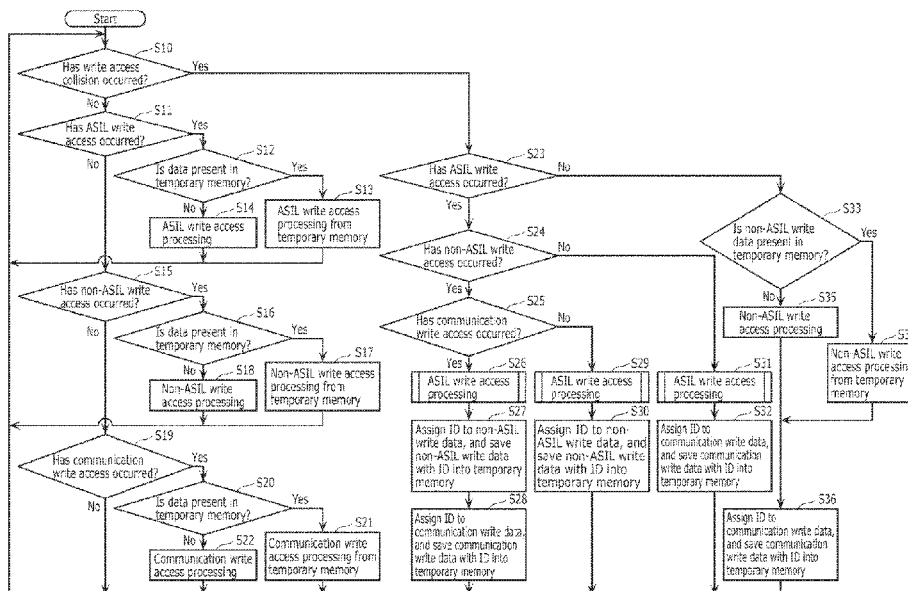 Start
S10
Has write access
collision occurred?
Yes
No
S11
Has ASIL write
access occurred?
Yes
No
S12
Is data present in
temporary memory?
Yes
No
S13
ASIL write access
processing from
temporary memory
S14
ASIL write access
processing
S15
Has non-ASIL write
access occurred?
Yes
No
S16
Is data present in
temporary memory?
Yes
No
S17
Non-ASIL write access
processing from
temporary memory
S18
Non-ASIL write
access processing
S19
Has communication
write access occurred?
Yes
No
S20
Is data present in
temporary memory?
Yes
No
S21
Communication write
access processing from
temporary memory
S22
Communication write
access processing
S23
Has ASIL write
access occurred?
No
Yes
S24
Has non-ASIL write
access occurred?
No
Yes
S25
Has communication
write access occurred?
No
Yes
S26
ASIL write access
processing
S27
Assign ID to non-ASIL
write data, and save
non-ASIL write data
with ID into temporary
memory
S28
Assign ID to
communication write data,
and save communication
write data with ID into
temporary memory
S29
ASIL write access
processing
S30
Assign ID to non-
ASIL write data, and
save non-ASIL write
data with ID into
temporary memory
S31
ASIL write access
processing
S32
Assign ID to
communication write data,
and save communication
write data with ID into
temporary memory
S33
Is non-ASIL write
data present in
temporary memory?
Yes
No
S35
Non-ASIL write
access processing
Non-ASIL write
access processing
from temporary
memory
S36
Assign ID to
communication write data,
and save communication
write data with ID into
temporary memory